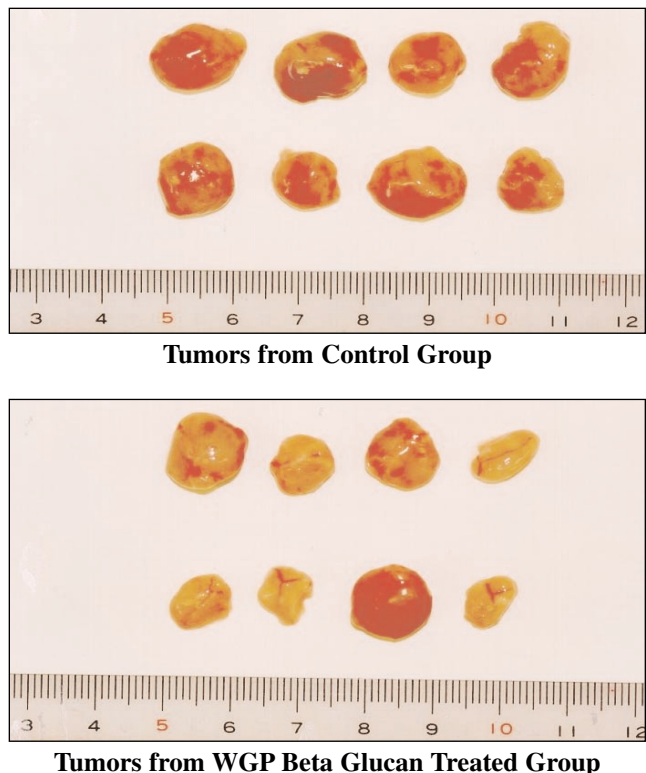 3 4 5 6 7 8 9 10 11 12
Tumors from Control Group
3 4 5 6 7 8 9 10 11 12
Tumors from WGP Beta Glucan Treated Group